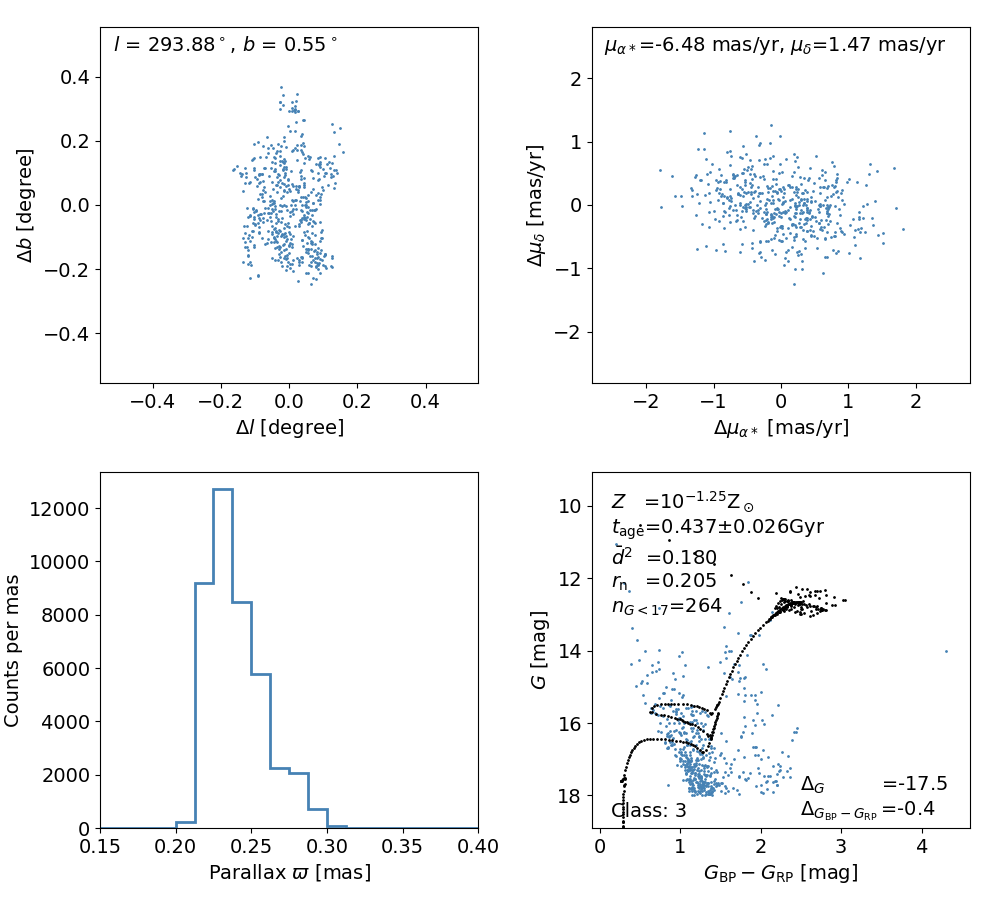 l = 293.88°, b = 0.55°
0.4
0.2
0.0
−0.2
−0.4
−0.4 −0.2 0.0 0.2 0.4
Δl [degree]
Δb [degree]
μα*=-6.48 mas/yr, μδ=1.47 mas/yr
2
1
0
−1
−2
−2 −1 0 1 2
Δμα* [mas/yr]
Δμδ [mas/yr]
12000
10000
8000
6000
4000
2000
0
0.15 0.20 0.25 0.30 0.35 0.40
Parallax ϖ [mas]
Counts per mas
Z =10^−1.25 Z⊙
tage=0.437±0.026Gyr
d̄² =0.180
rn =0.205
nG<17=264
ΔG =-17.5
ΔGBP−GRP=-0.4
Class: 3
10
12
14
16
18
0 1 2 3 4
GBP − GRP [mag]
G [mag]